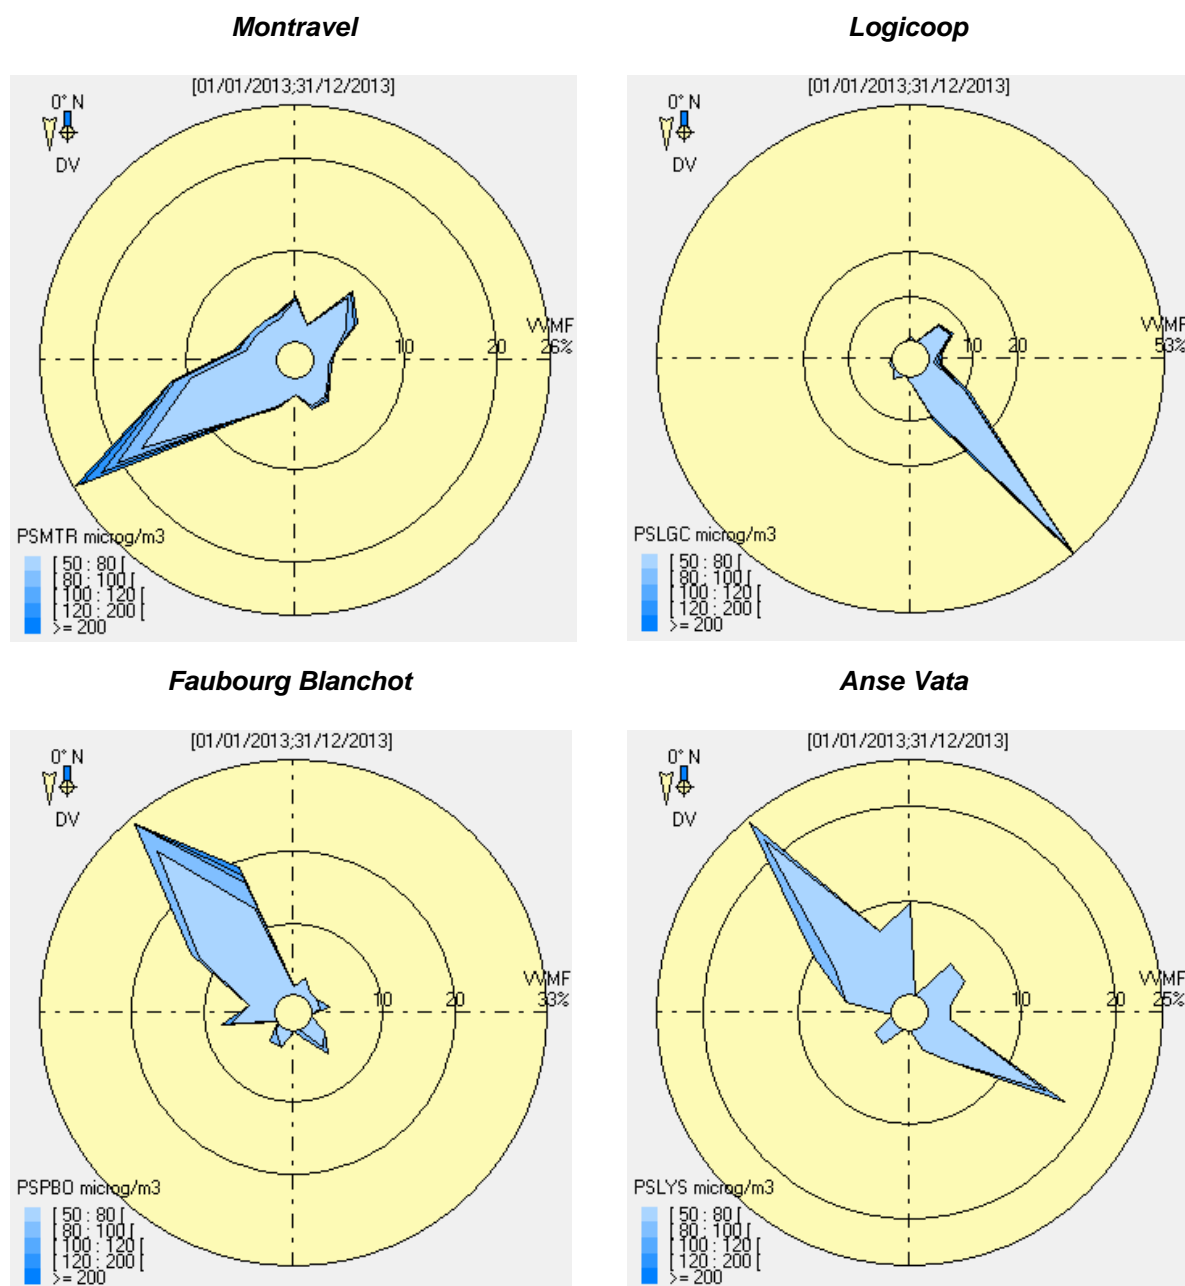 Montravel
[01/01/2013;31/12/2013]
0° N
DV
VVMF
10
20
26%
PSMTR microg/m3
[ 50 : 80 [
[ 80 : 100 [
[ 100 : 120 [
[ 120 : 200 [
>= 200
Logicoop
[01/01/2013;31/12/2013]
0° N
DV
VVMF
10
20
53%
PSLGC microg/m3
[ 50 : 80 [
[ 80 : 100 [
[ 100 : 120 [
[ 120 : 200 [
>= 200
Faubourg Blanchot
[01/01/2013;31/12/2013]
0° N
DV
VVMF
10
20
33%
PSPBO microg/m3
[ 50 : 80 [
[ 80 : 100 [
[ 100 : 120 [
[ 120 : 200 [
>= 200
Anse Vata
[01/01/2013;31/12/2013]
0° N
DV
VVMF
10
20
25%
PSLYS microg/m3
[ 50 : 80 [
[ 80 : 100 [
[ 100 : 120 [
[ 120 : 200 [
>= 200